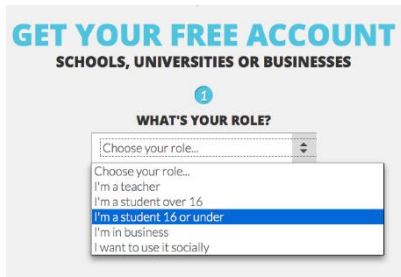 GET YOUR FREE ACCOUNT
SCHOOLS, UNIVERSITIES OR BUSINESSES
1
WHAT'S YOUR ROLE?
Choose your role...
Choose your role...
I'm a teacher
I'm a student over 16
I'm a student 16 or under
I'm in business
I want to use it socially